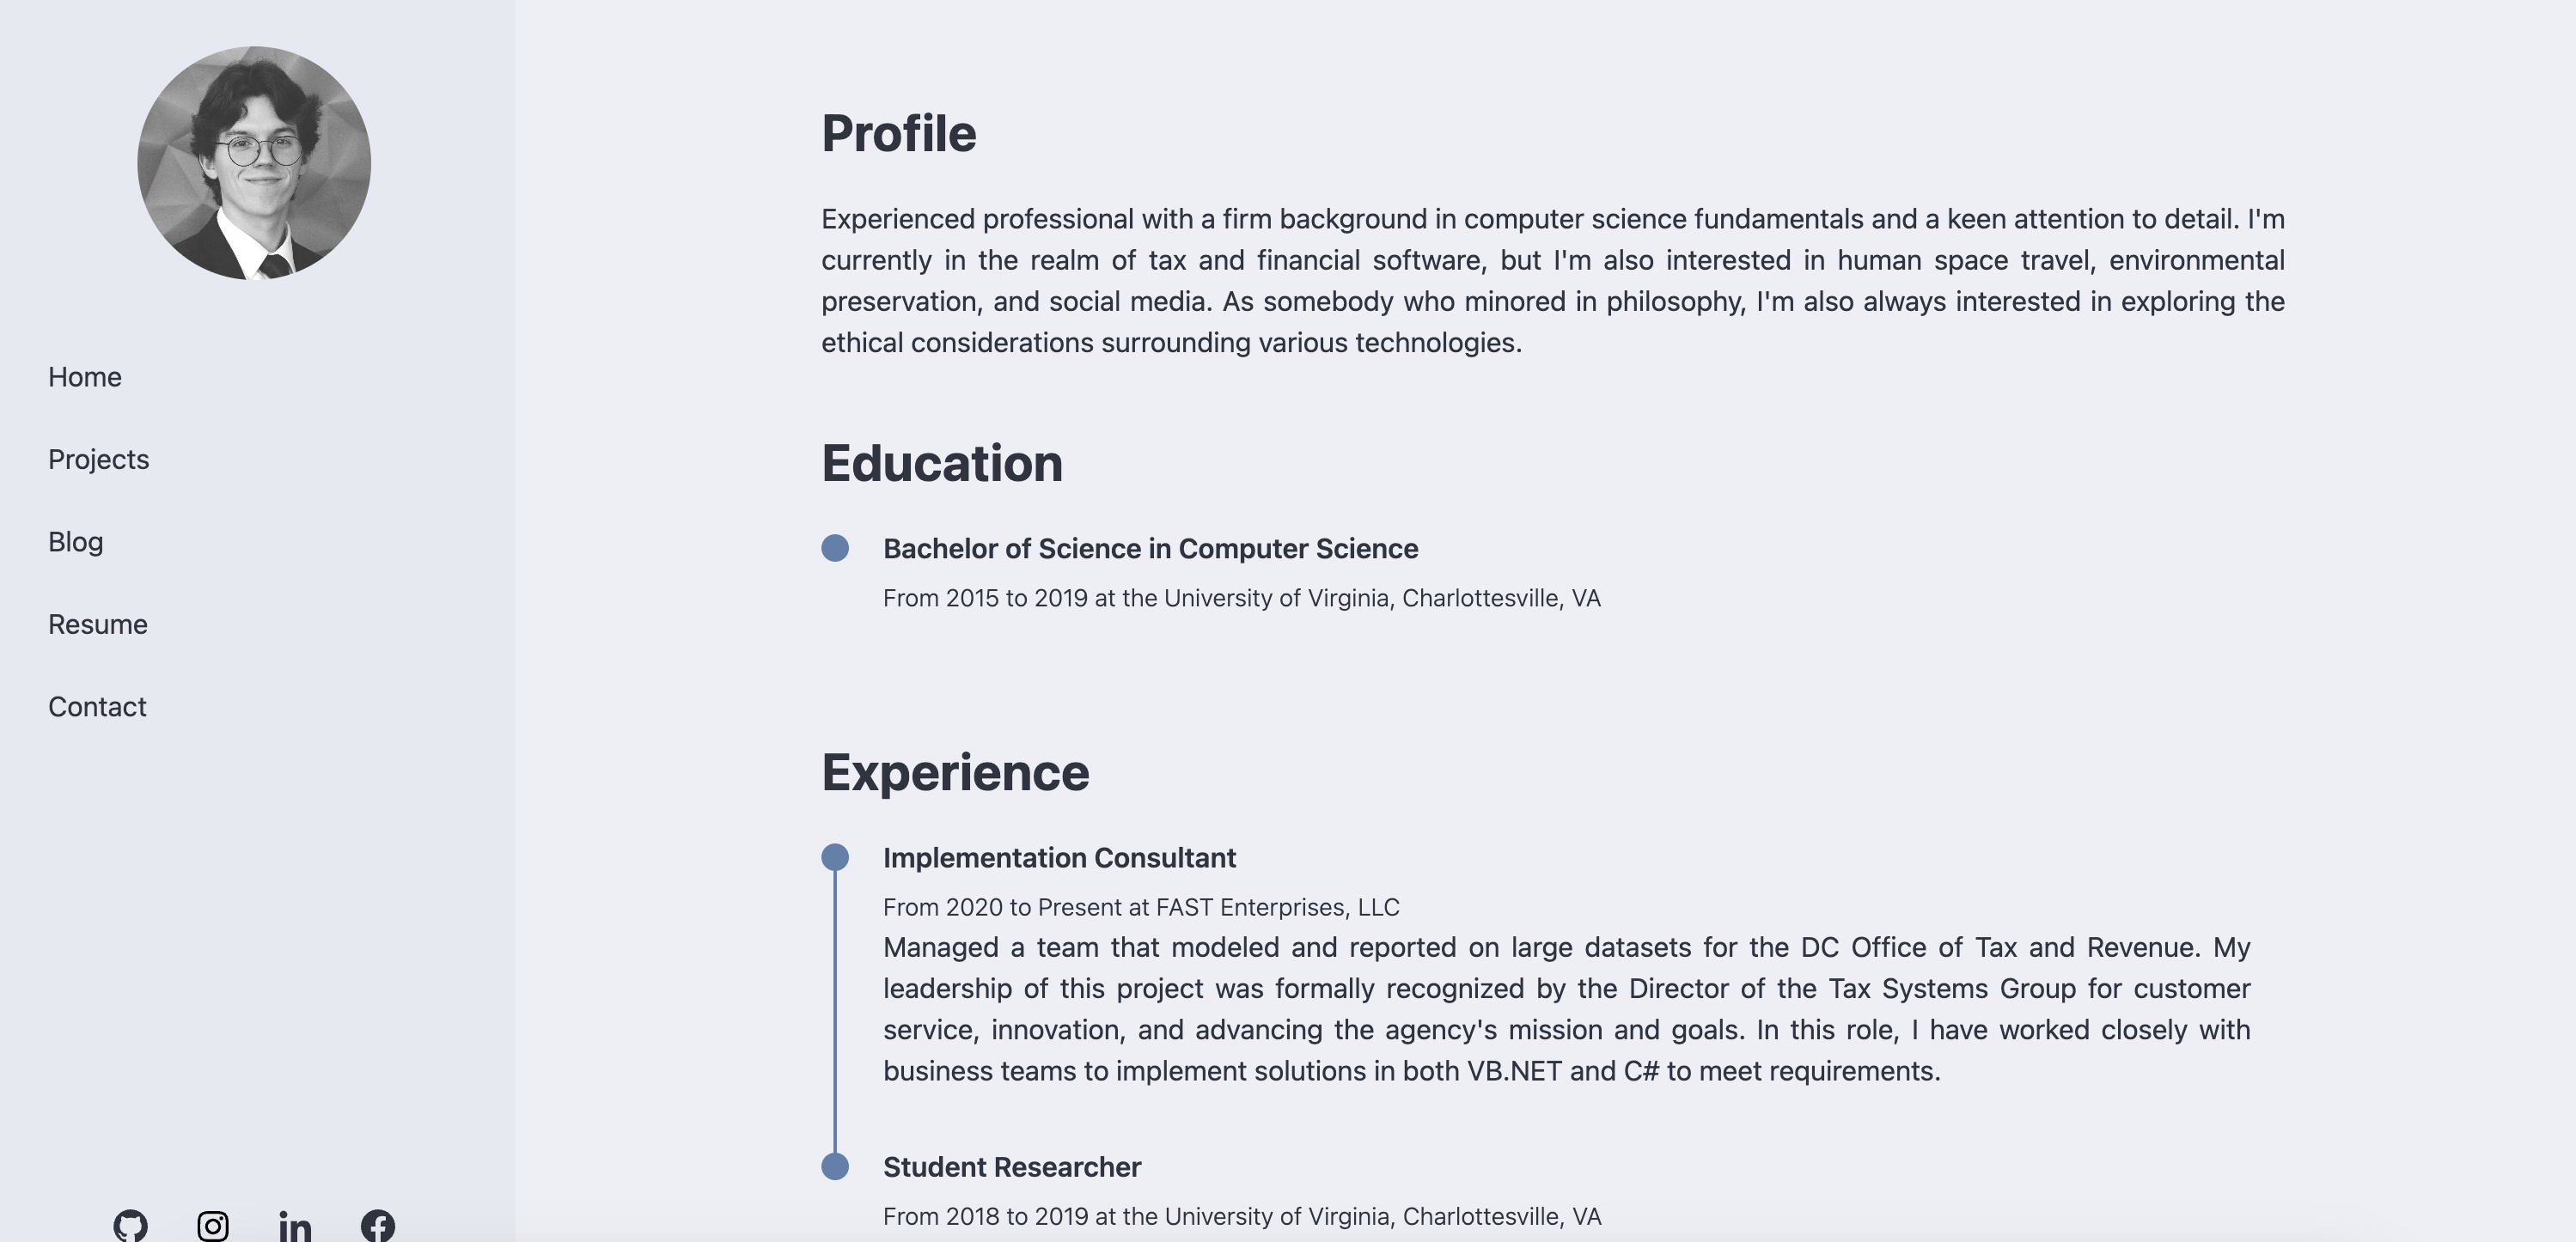 Home
Projects
Blog
Resume
Contact
Profile
Experienced professional with a firm background in computer science fundamentals and a keen attention to detail. I'm
currently in the realm of tax and financial software, but I'm also interested in human space travel, environmental
preservation, and social media. As somebody who minored in philosophy, I'm also always interested in exploring the
ethical considerations surrounding various technologies.
Education
Bachelor of Science in Computer Science
From 2015 to 2019 at the University of Virginia, Charlottesville, VA
Experience
Implementation Consultant
From 2020 to Present at FAST Enterprises, LLC
Managed a team that modeled and reported on large datasets for the DC Office of Tax and Revenue. My
leadership of this project was formally recognized by the Director of the Tax Systems Group for customer
service, innovation, and advancing the agency's mission and goals. In this role, I have worked closely with
business teams to implement solutions in both VB.NET and C# to meet requirements.
Student Researcher
From 2018 to 2019 at the University of Virginia, Charlottesville, VA